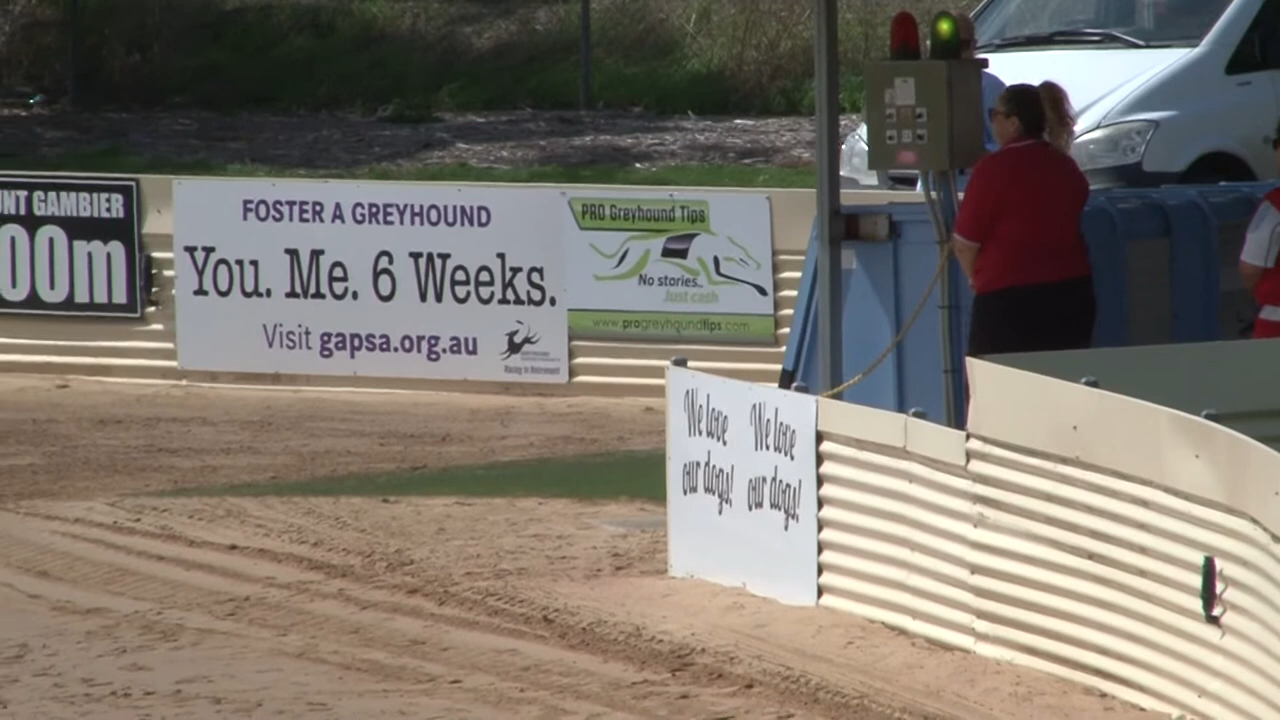 UNT GAMBIER
00m
FOSTER A GREYHOUND
You. Me. 6 Weeks.
Visit gapsa.org.au
Racing in Retirement
PRO Greyhound Tips
No stories..
Just cash
www.progreyhoundtips.com
We love
our dogs!
We love
our dogs!